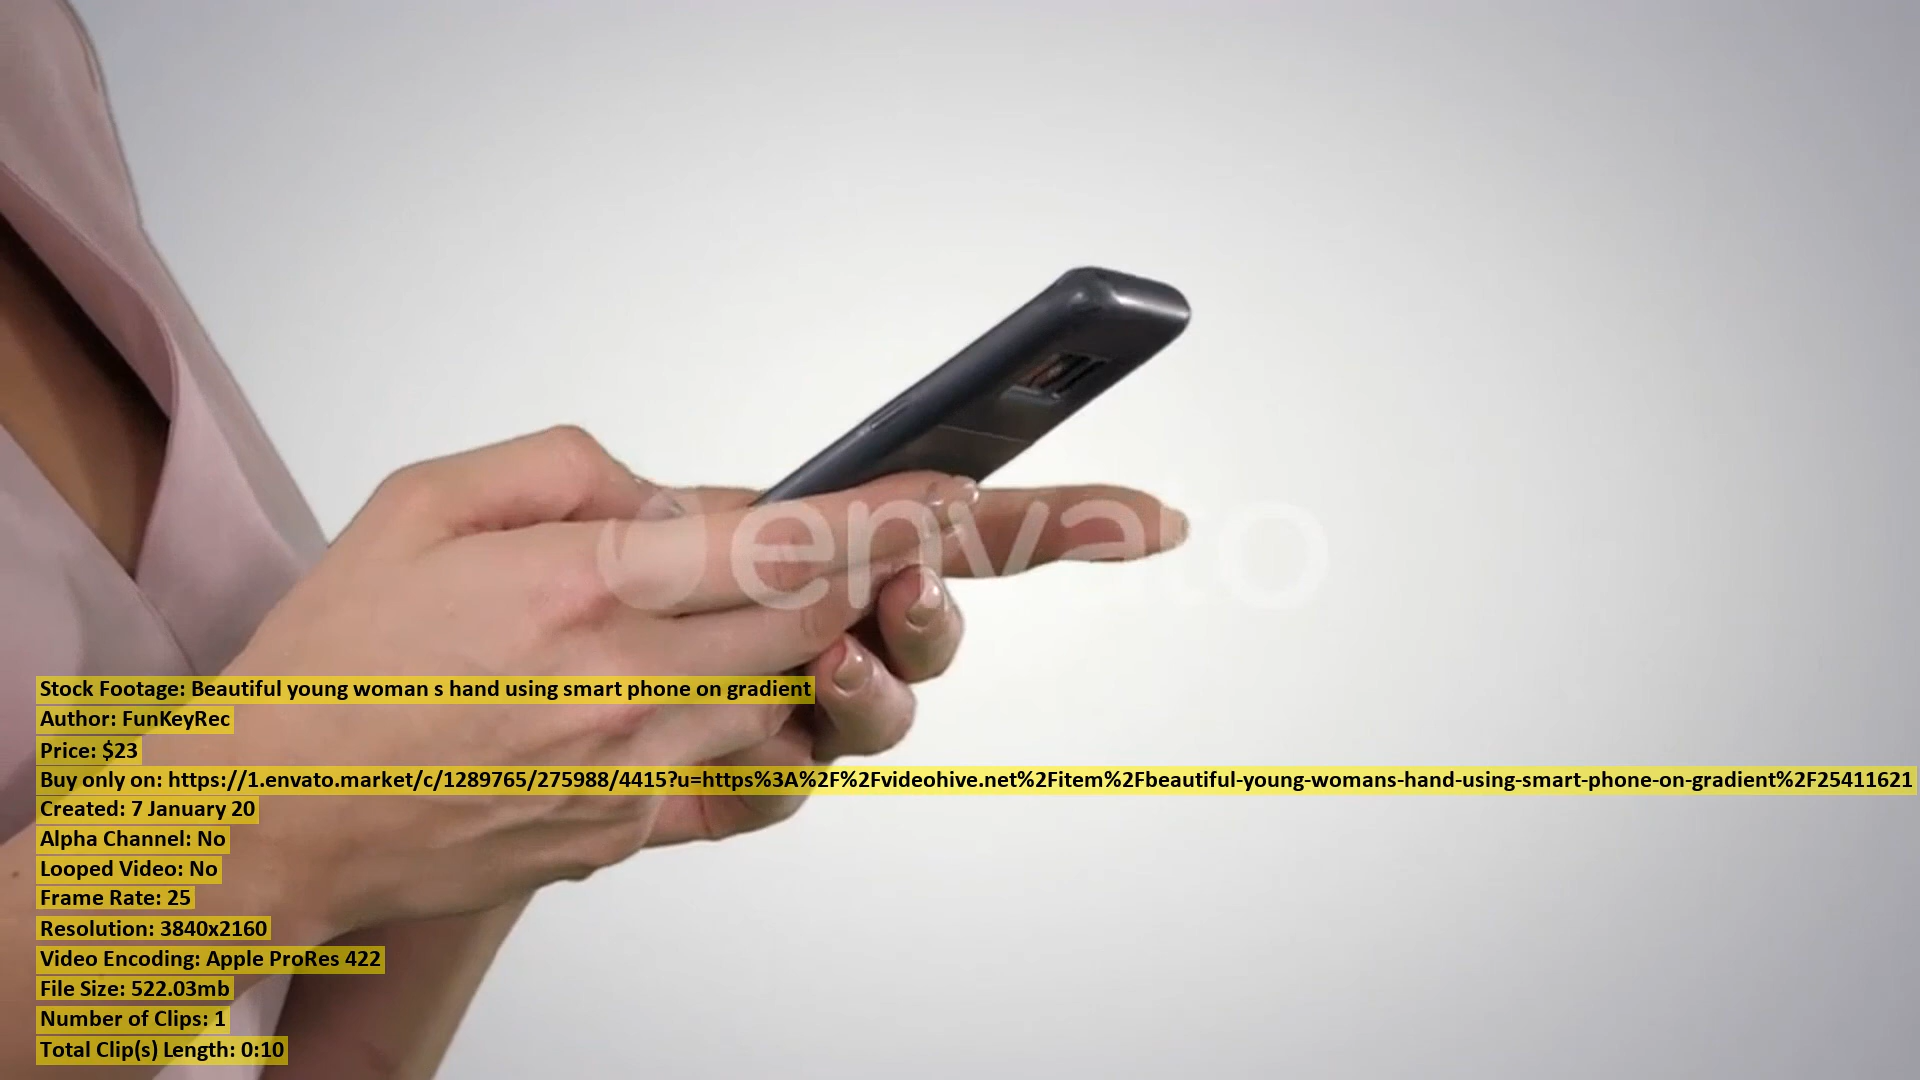 envato
Stock Footage: Beautiful young woman s hand using smart phone on gradient
Author: FunKeyRec
Price: $23
Buy only on: https://1.envato.market/c/1289765/275988/4415?u=https%3A%2F%2Fvideohive.net%2Fitem%2Fbeautiful-young-womans-hand-using-smart-phone-on-gradient%2F25411621
Created: 7 January 20
Alpha Channel: No
Looped Video: No
Frame Rate: 25
Resolution: 3840x2160
Video Encoding: Apple ProRes 422
File Size: 522.03mb
Number of Clips: 1
Total Clip(s) Length: 0:10